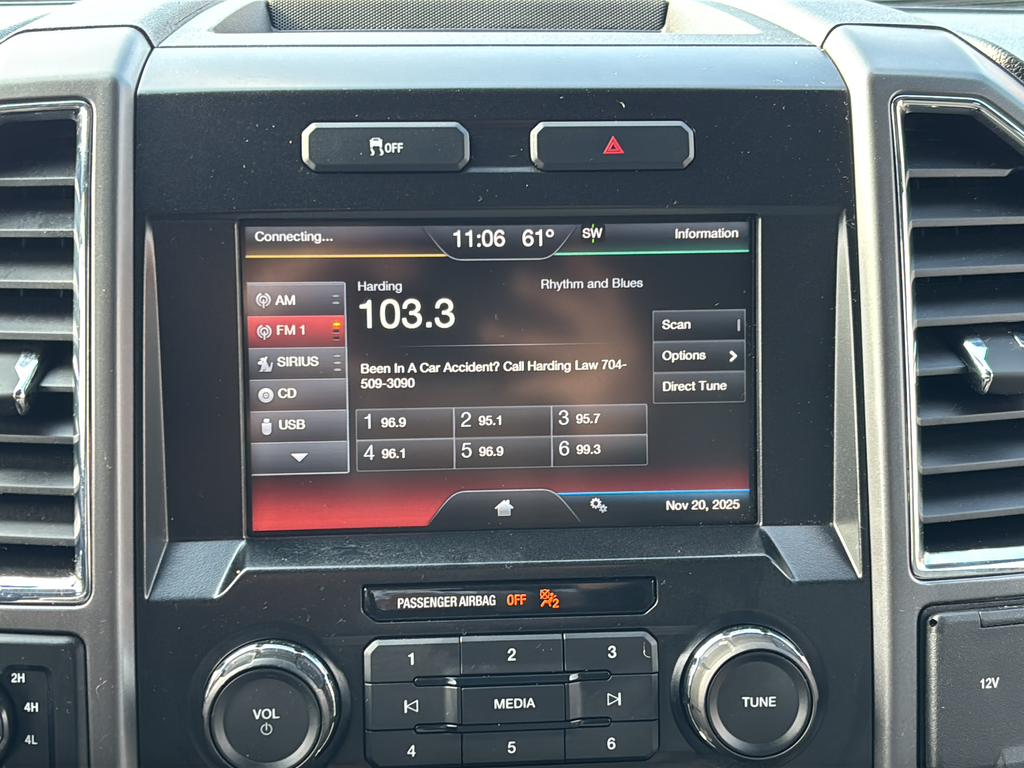 OFF
Connecting...
11:06 61°
SW
Information
AM
FM 1
SIRIUS
CD
USB
Harding
Rhythm and Blues
103.3
Been In A Car Accident? Call Harding Law 704-
509-3090
1 96.9
2 95.1
3 95.7
4 96.1
5 96.9
6 99.3
Scan
Options
Direct Tune
Nov 20, 2025
PASSENGER AIRBAG OFF
2
2H
4H
4L
VOL
1
2
3
MEDIA
4
5
6
TUNE
12V